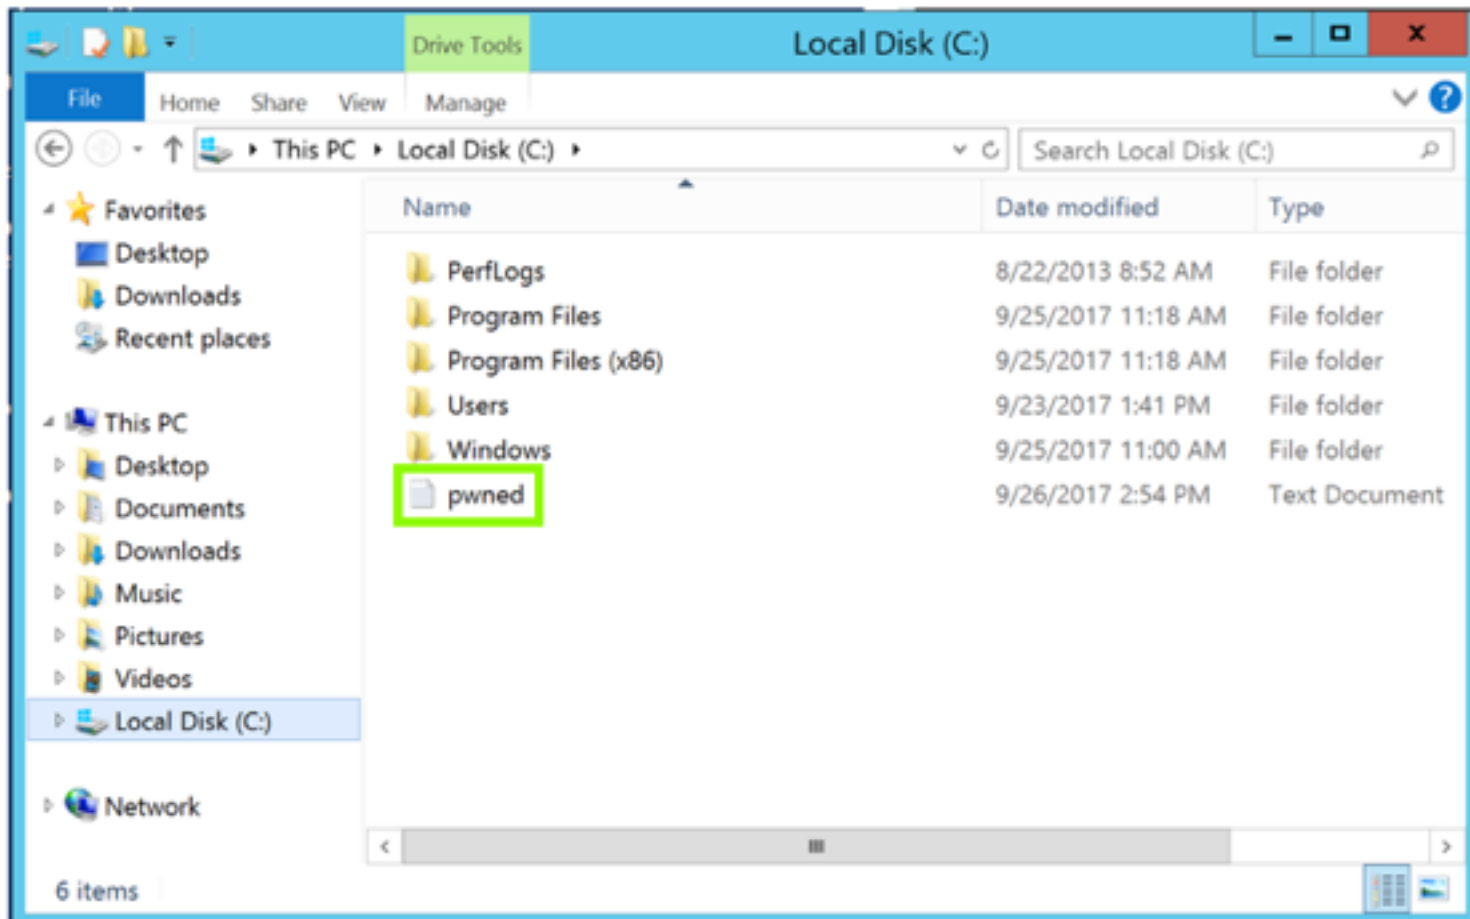 Drive Tools
Local Disk (C:)
File Home Share View Manage
This PC Local Disk (C:)
Search Local Disk (C:)
Favorites
Desktop
Downloads
Recent places
This PC
Desktop
Documents
Downloads
Music
Pictures
Videos
Local Disk (C:)
Network
Name Date modified Type
PerfLogs 8/22/2013 8:52 AM File folder
Program Files 9/25/2017 11:18 AM File folder
Program Files (x86) 9/25/2017 11:18 AM File folder
Users 9/23/2017 1:41 PM File folder
Windows 9/25/2017 11:00 AM File folder
pwned 9/26/2017 2:54 PM Text Document
6 items